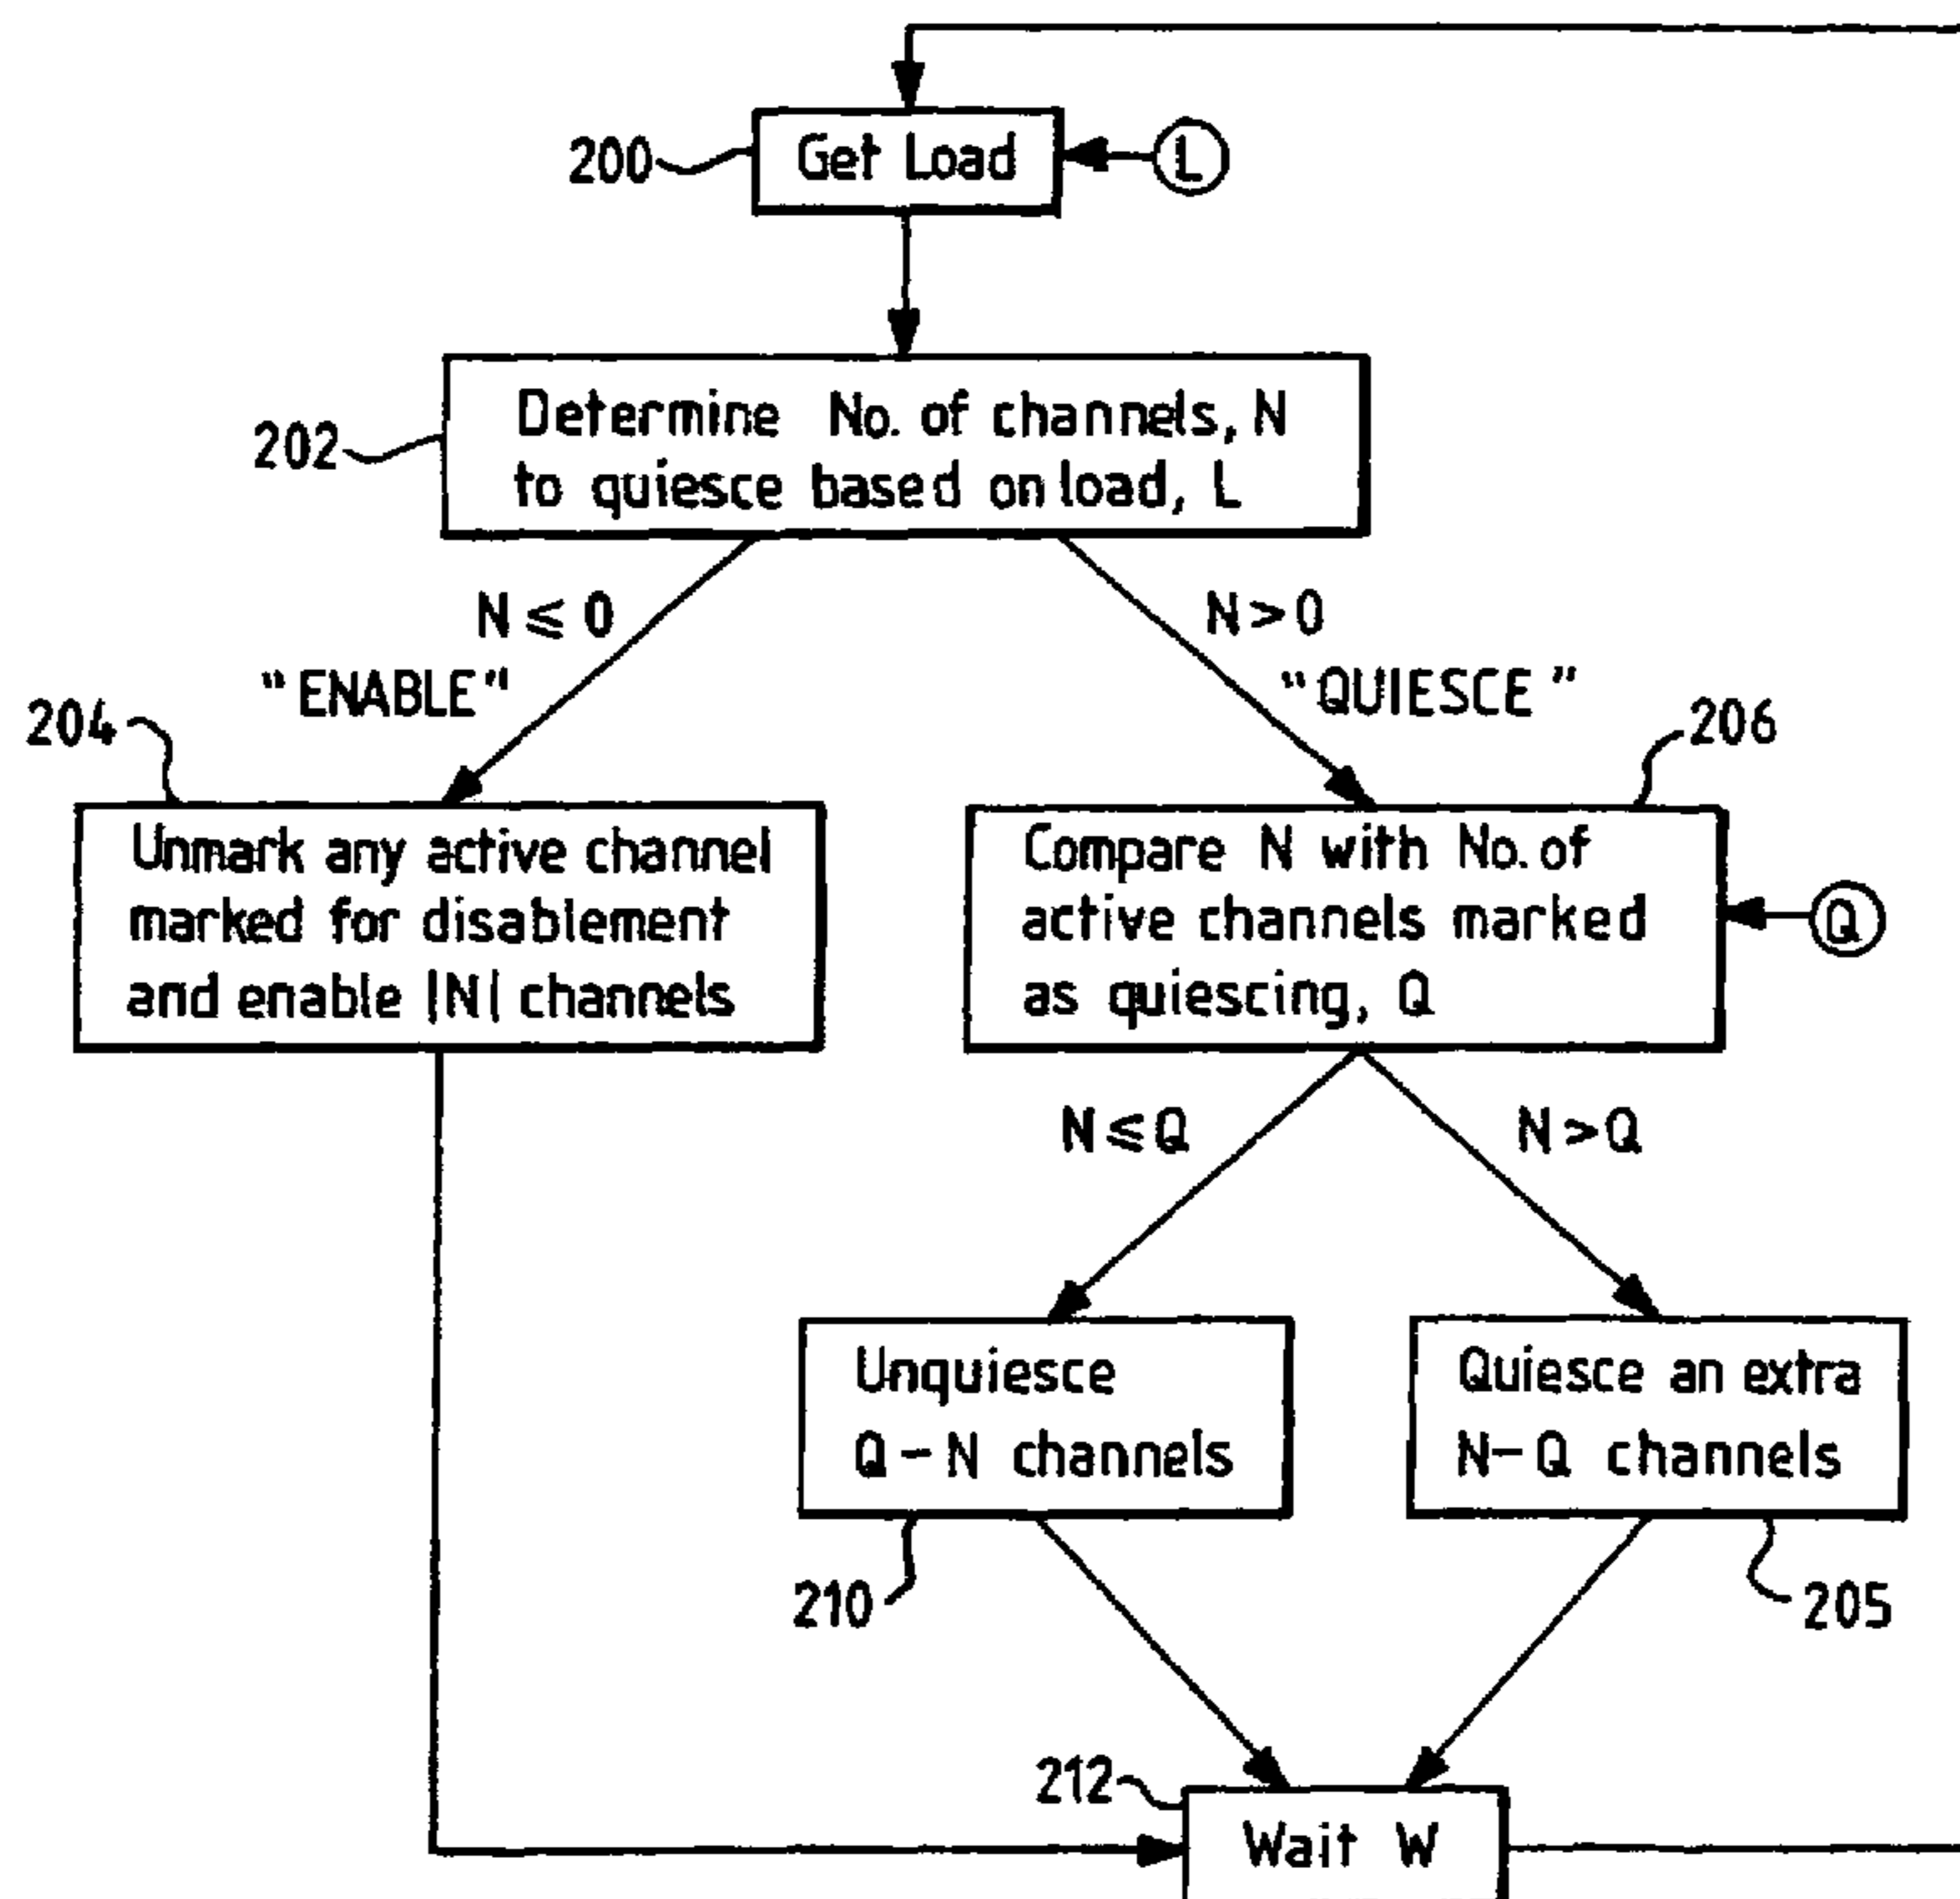 200
Get Load
L
202
Determine No. of channels, N
to quiesce based on load, L
N ⩽ 0
"ENABLE"
N > 0
"QUIESCE"
204
Unmark any active channel
marked for disablement
and enable |N| channels
206
Compare N with No. of
active channels marked
as quiescing, Q
Q
N ⩽ Q
N > Q
Unquiesce
Q - N channels
210
Quiesce an extra
N - Q channels
205
212
Wait W